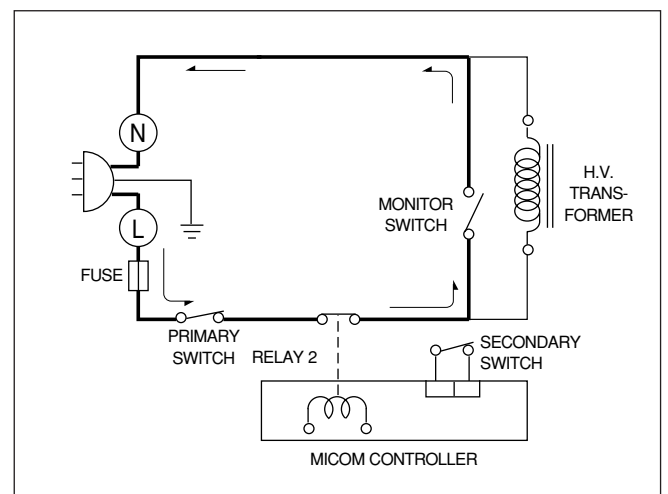 N
MONITOR
SWITCH
H.V.
TRANS-
FORMER
L
FUSE
PRIMARY
SWITCH
RELAY 2
SECONDARY
SWITCH
MICOM CONTROLLER